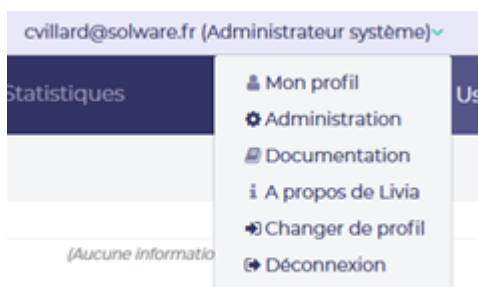 cvillard@solware.fr (Administrateur système)
Statistiques
Us
Mon profil
Administration
Documentation
A propos de Livia
Changer de profil
(Aucune informatio
Déconnexion